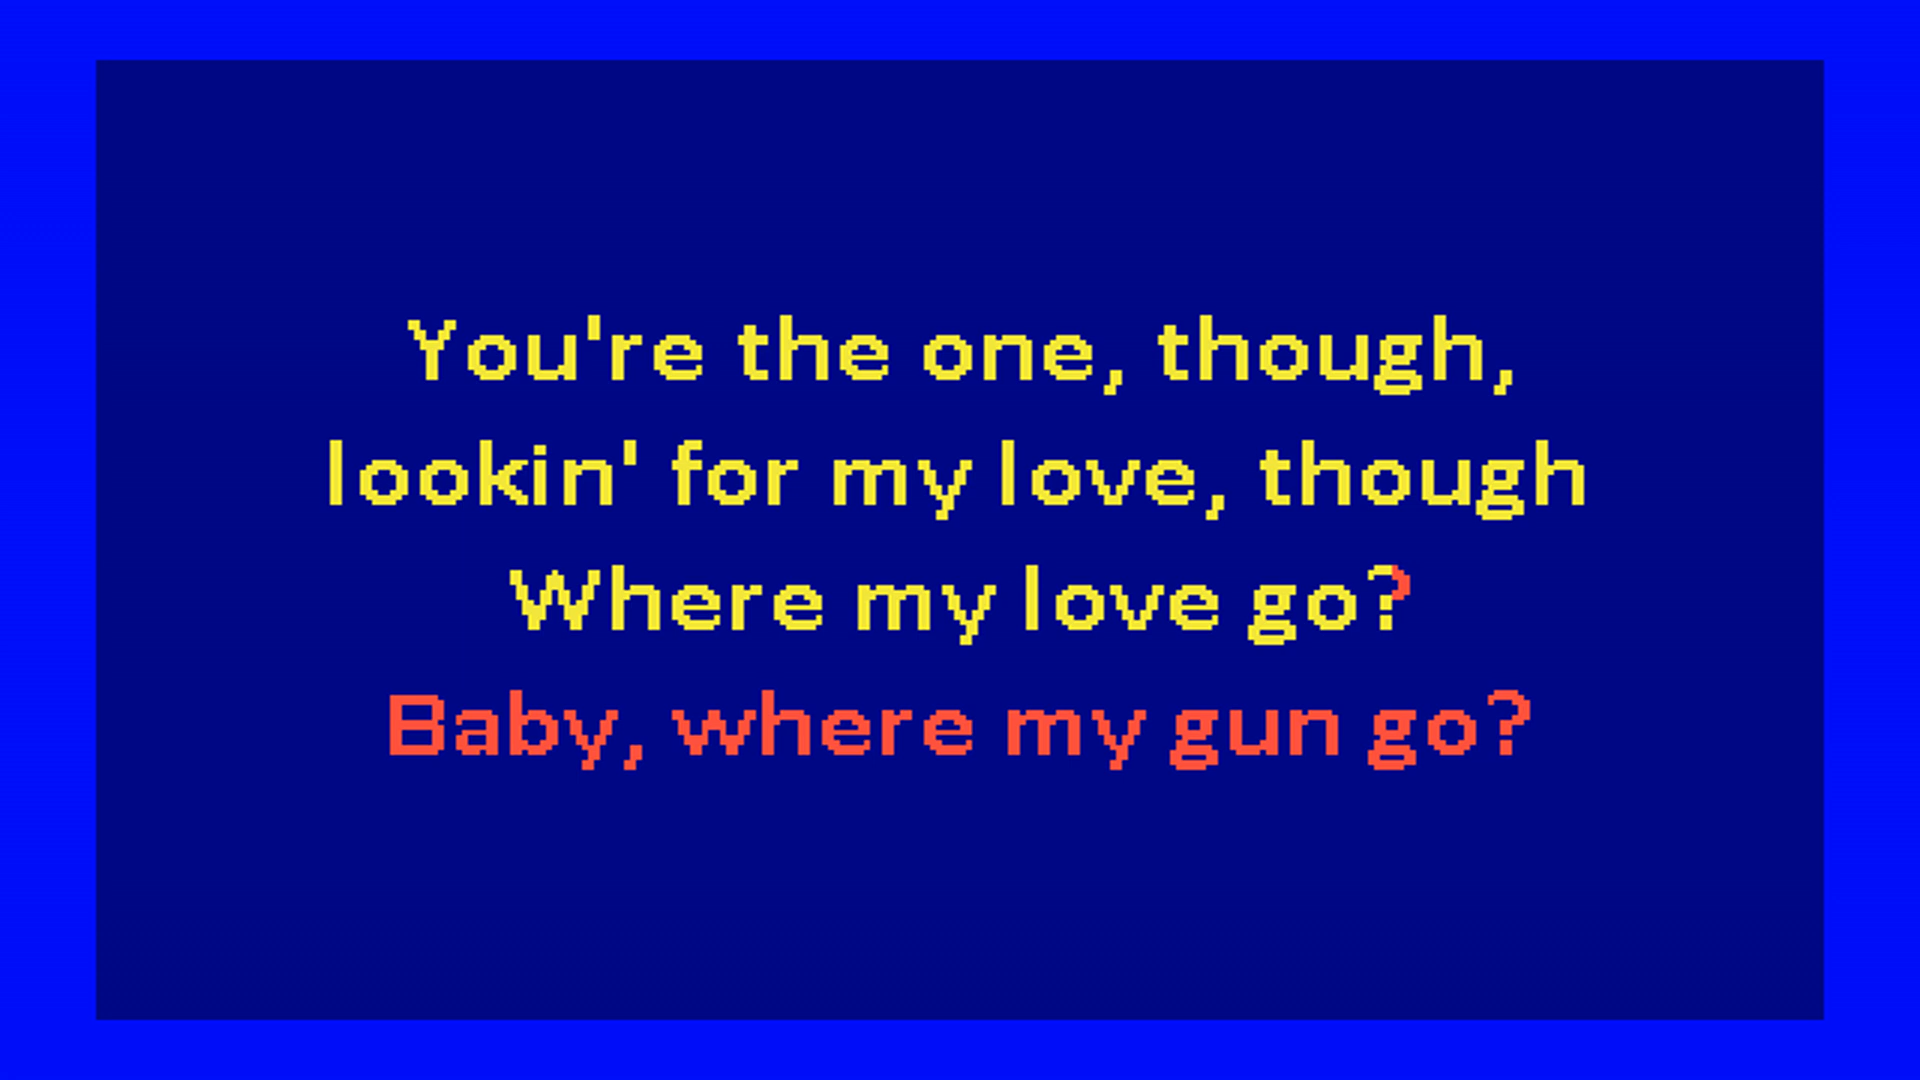 You're the one, though,
lookin' for my love, though
Where my love go?
Baby, where my gun go?